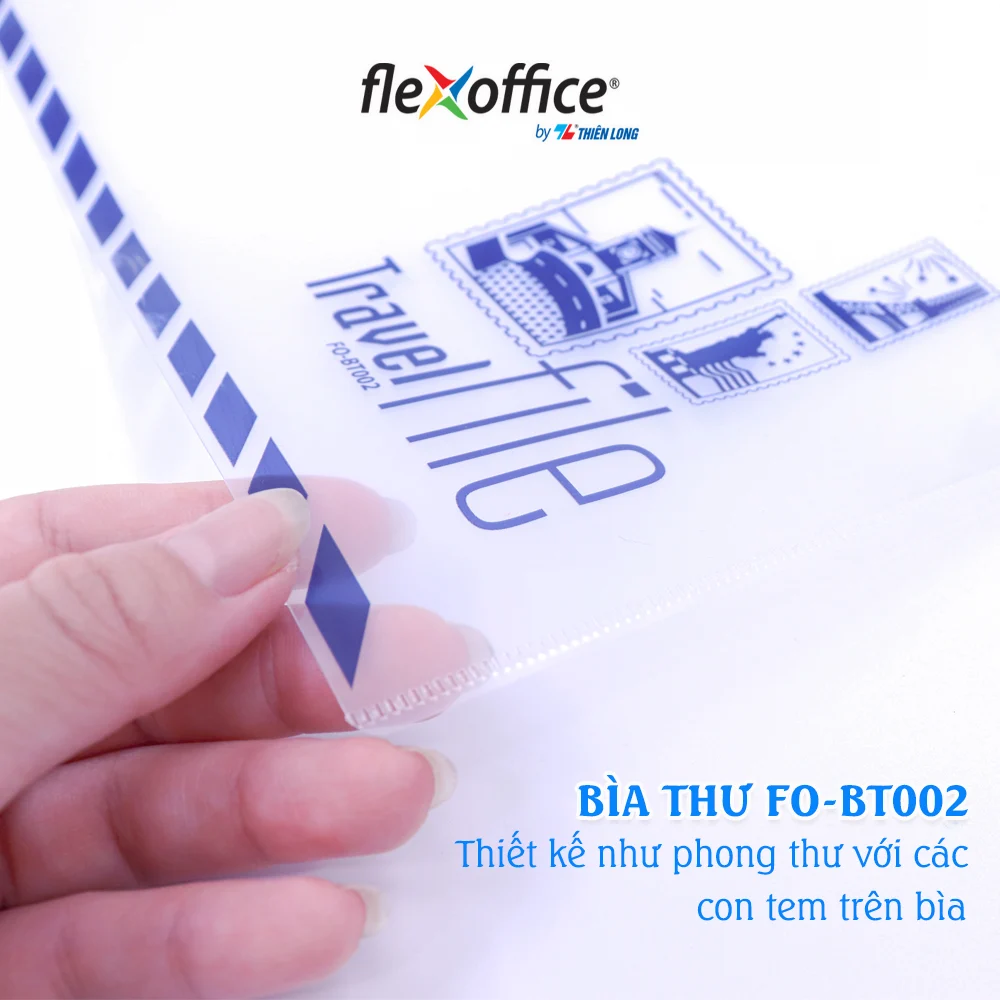 flexoffice®
by TL® THIÊN LONG
Travel file
FO-BT002
BÌA THƯ FO-BT002
Thiết kế như phong thư với các
con tem trên bìa